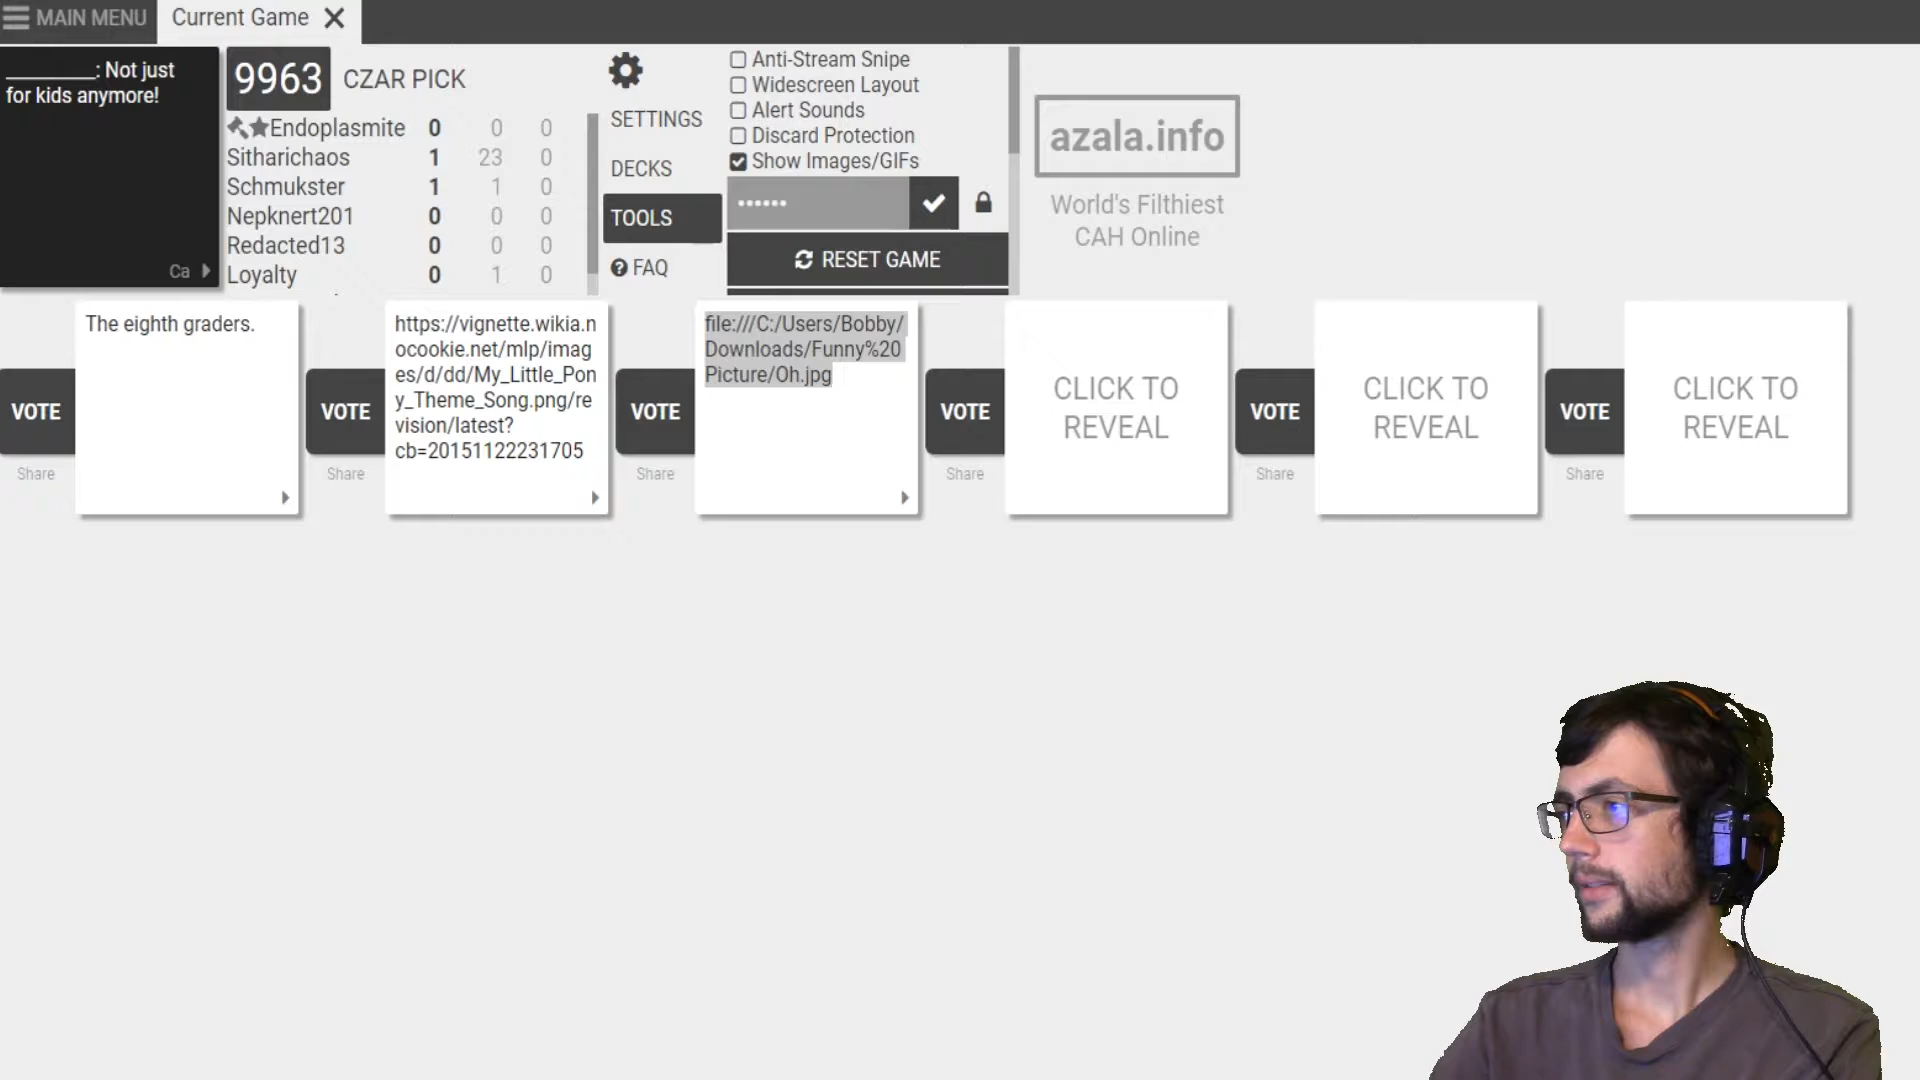 MAIN MENU
Current Game
_________: Not just
for kids anymore!
Ca
9963 CZAR PICK
Endoplasmite 0 0 0
Sitharichaos 1 23 0
Schmukster 1 1 0
Nepknert201 0 0 0
Redacted13 0 0 0
Loyalty 0 1 0
SETTINGS
DECKS
TOOLS
FAQ
Anti-Stream Snipe
Widescreen Layout
Alert Sounds
Discard Protection
Show Images/GIFs
••••••
RESET GAME
azala.info
World's Filthiest
CAH Online
VOTE
Share
The eighth graders.
VOTE
Share
https://vignette.wikia.n
ocookie.net/mlp/imag
es/d/dd/My_Little_Pon
y_Theme_Song.png/re
vision/latest?
cb=20151122231705
VOTE
Share
file:///C:/Users/Bobby/
Downloads/Funny%20
Picture/Oh.jpg
VOTE
Share
CLICK TO
REVEAL
VOTE
Share
CLICK TO
REVEAL
VOTE
Share
CLICK TO
REVEAL